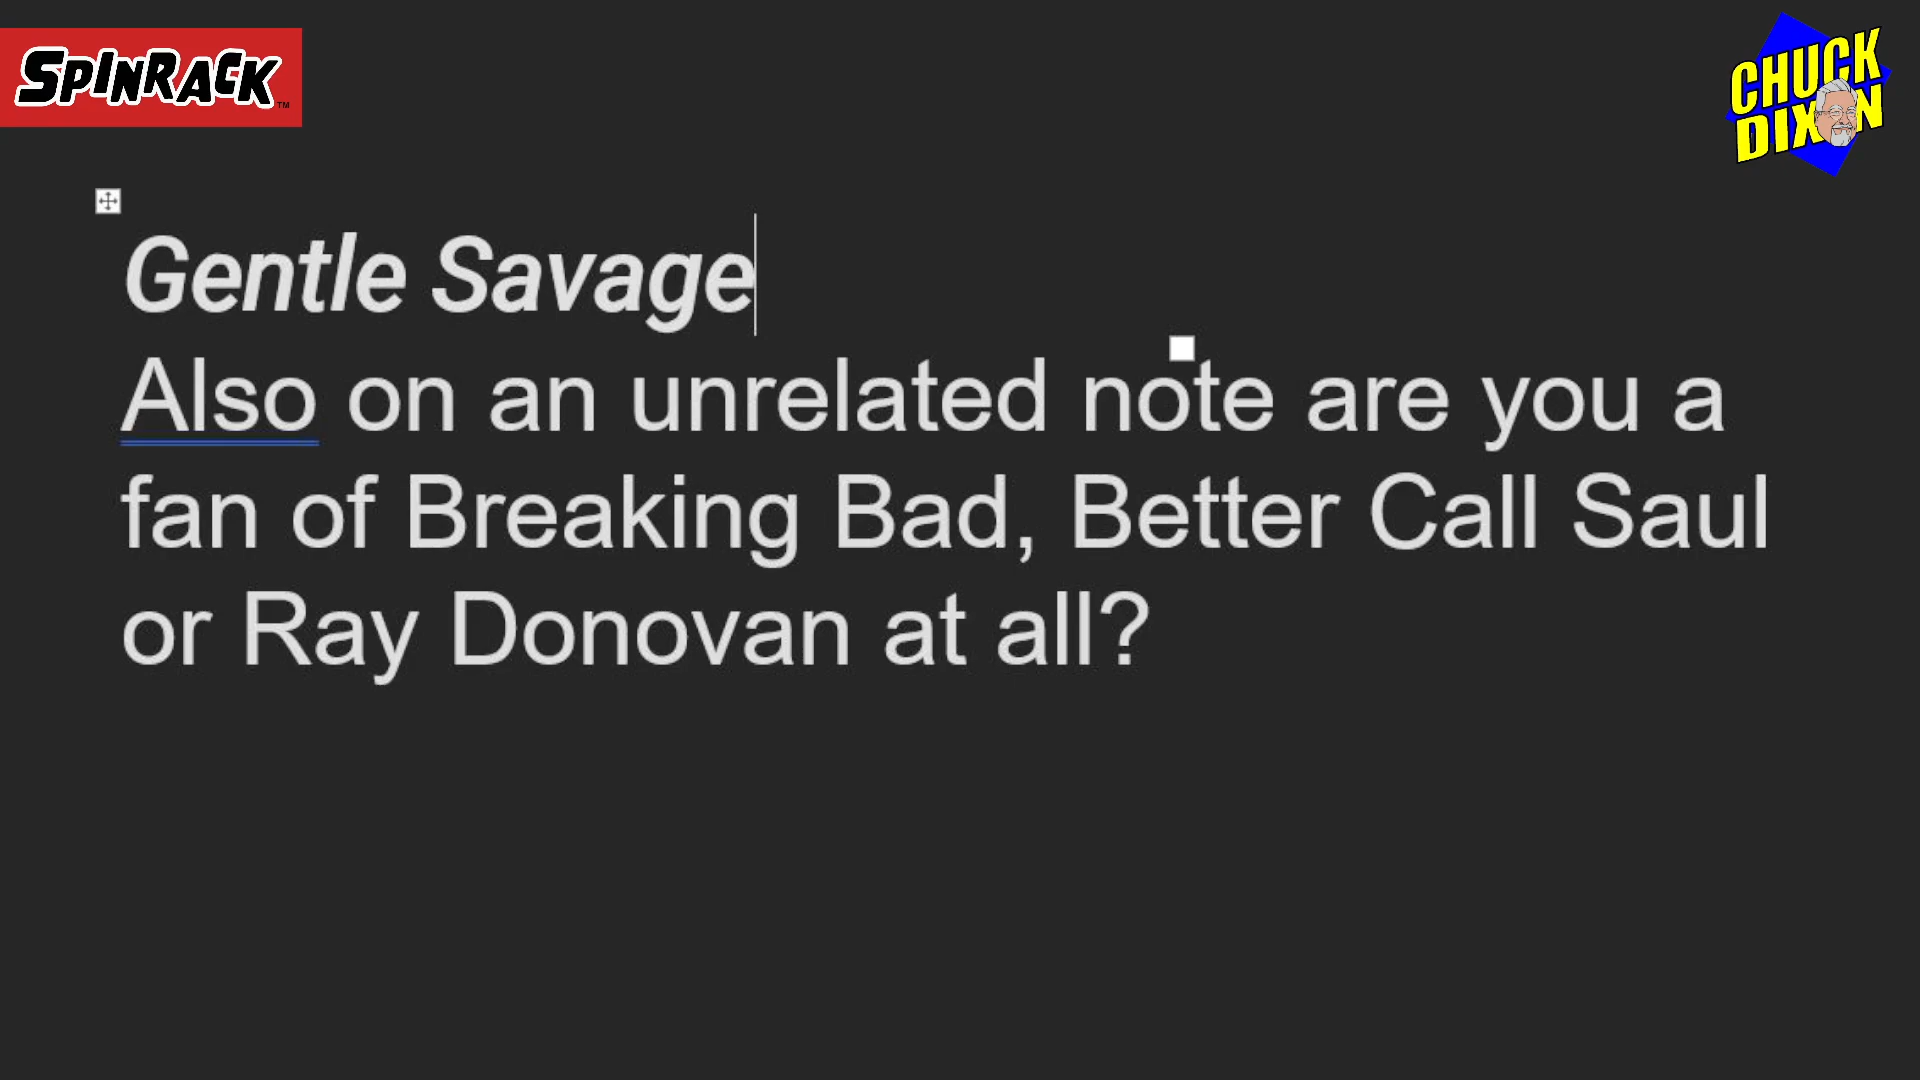 SPINRACK™
CHUCK
DIXON
Gentle Savage
Also on an unrelated note are you a
fan of Breaking Bad, Better Call Saul
or Ray Donovan at all?